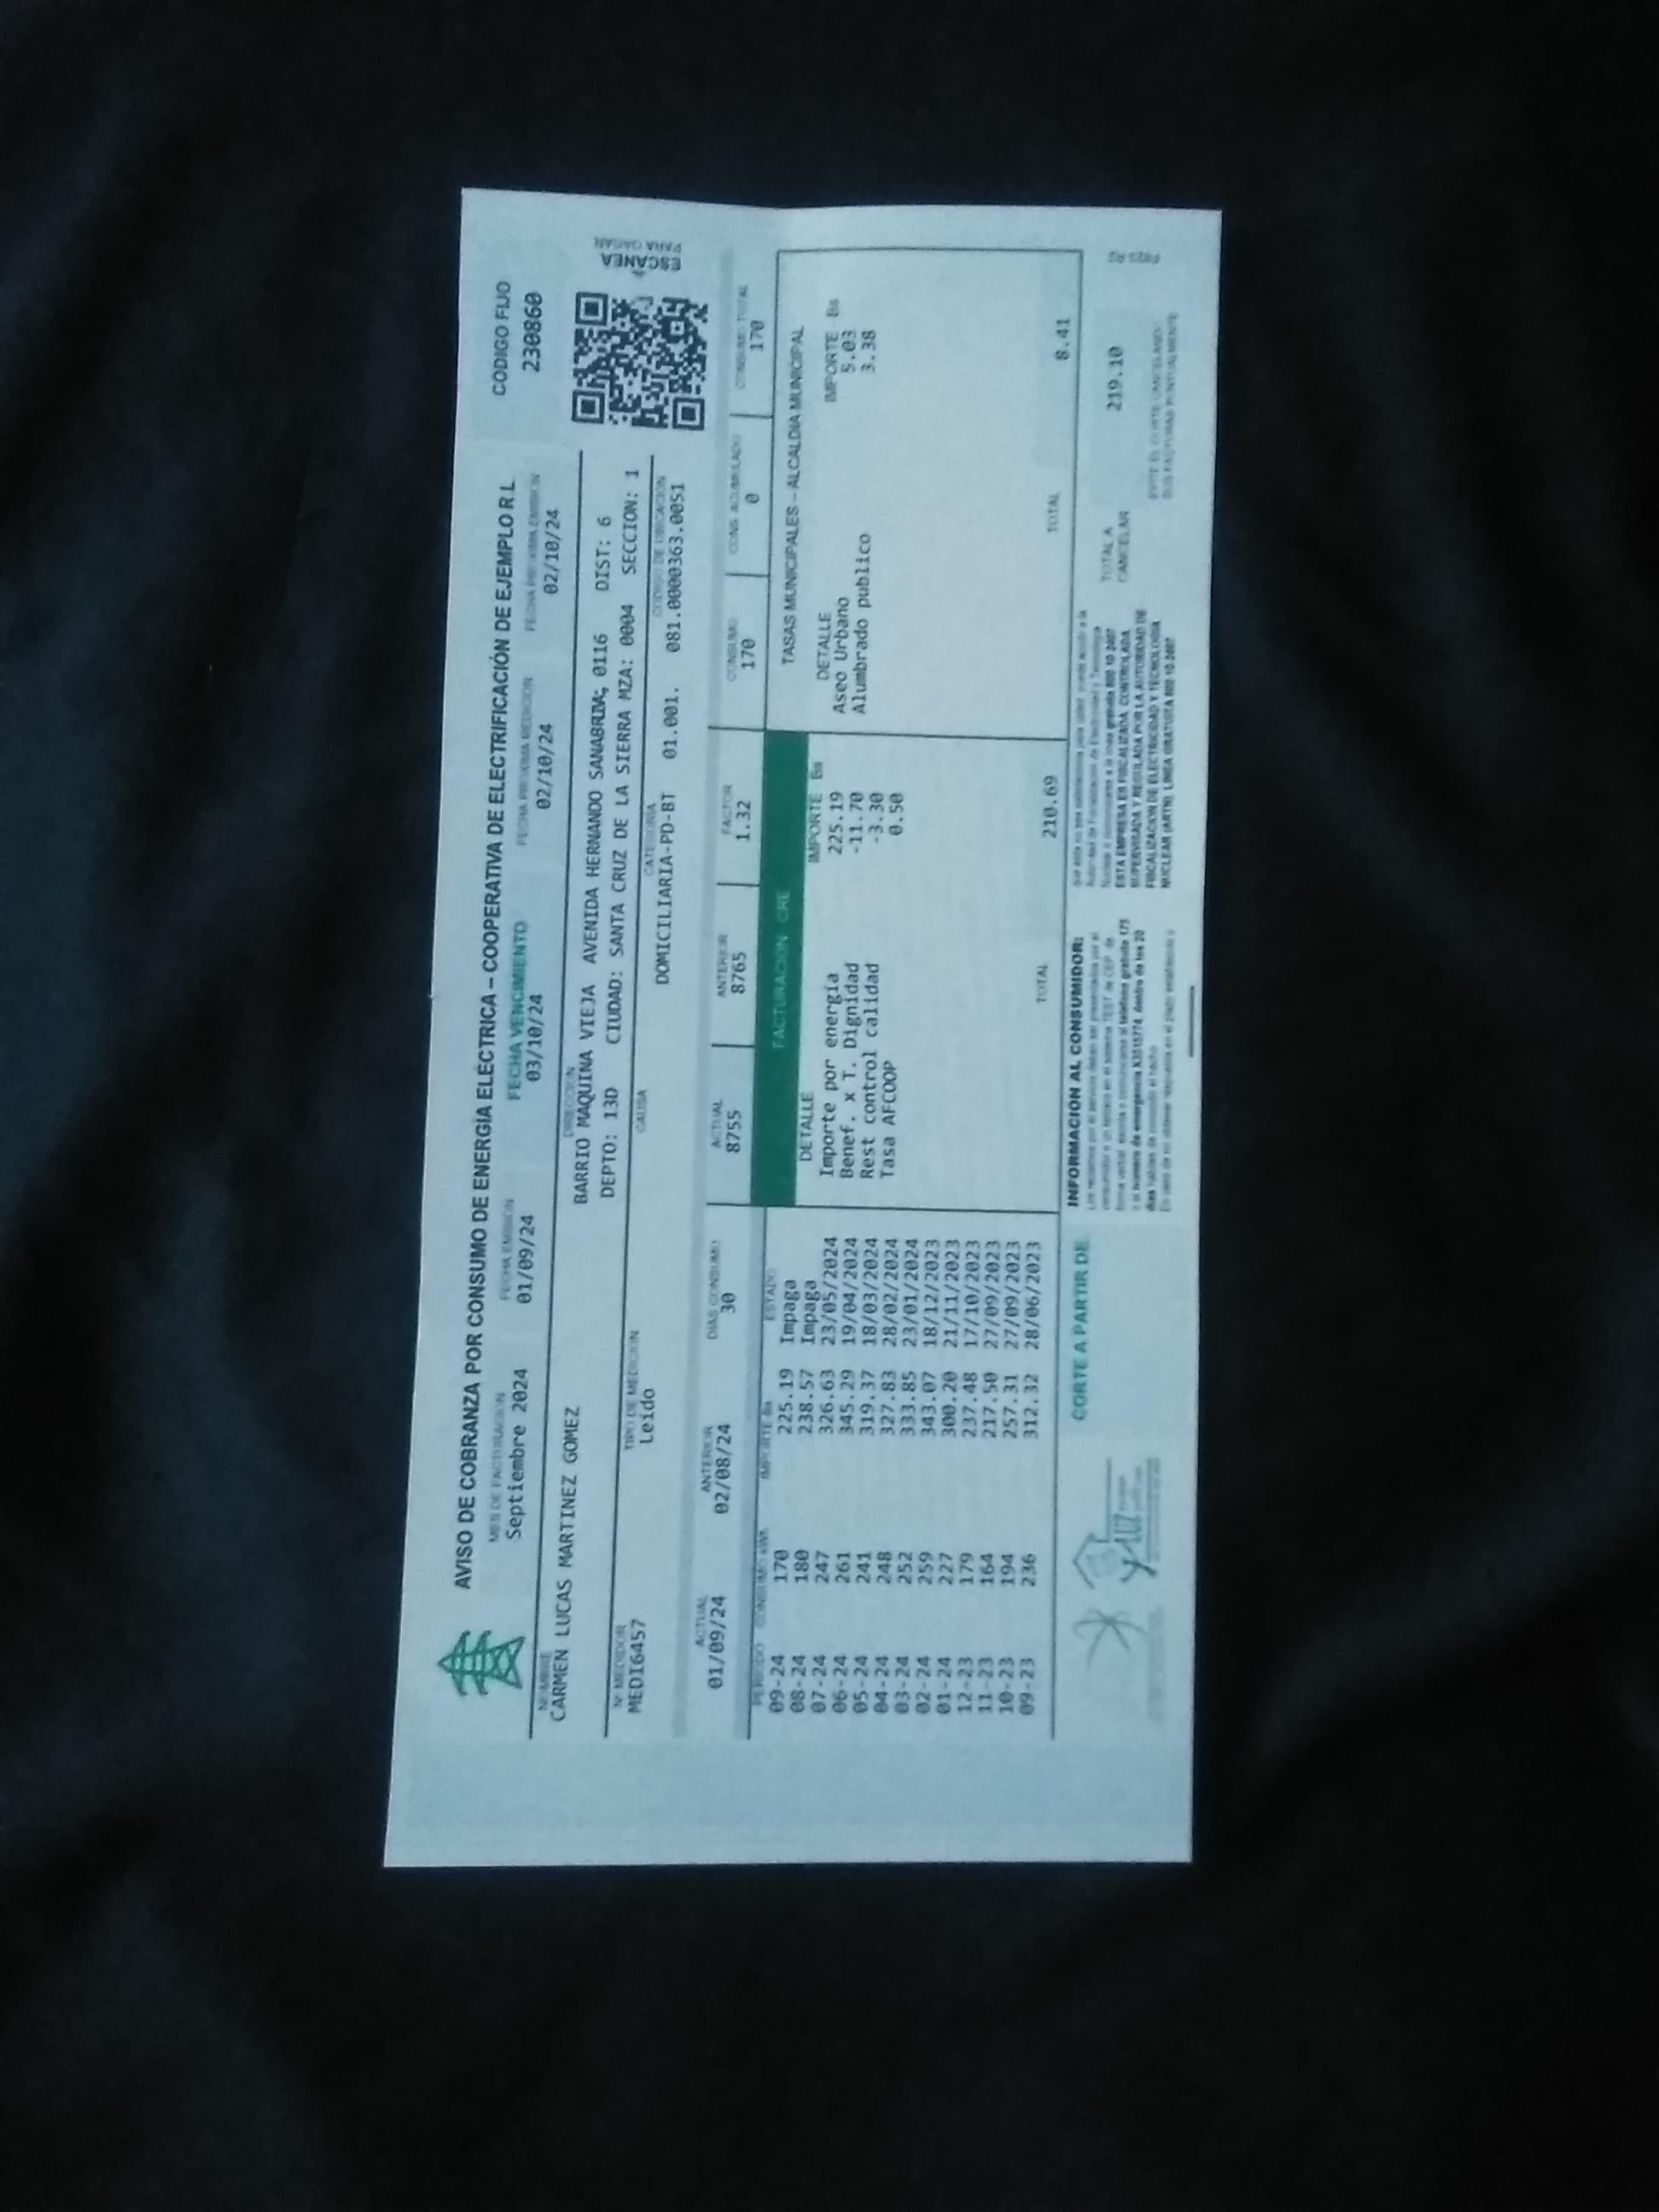 AVISO DE COBRANZA POR CONSUMO DE ENERGÍA ELÉCTRICA – COOPERATIVA DE ELECTRIFICACIÓN DE EJEMPLO R L
CODIGO FIJO
2308860
MES DE FACTURACION FECHA EMISION FECHA VENCIMIENTO FECHA PROXIMA MEDICION FECHA PROXIMA EMISION
Septiembre 2024 01/09/24 03/10/24 02/10/24 02/10/24
NOMBRE DIRECCION
CARMEN LUCAS MARTINEZ GOMEZ BARRIO MAQUINA VIEJA AVENIDA HERNANDO SANABRIA; 0116 DIST: 6
DEPTO: 13D CIUDAD: SANTA CRUZ DE LA SIERRA MZA: 0004 SECCION: 1
ESCANEA
PARA PAGAR
Nº MEDIDOR TIPO DE MEDICION CAUSA CATEGORIA CODIGO DE UBICACION
MEDI6457 Leído DOMICILIARIA-PD-BT 01.001. 081.0000363.0051
ACTUAL ANTERIOR DIAS CONSUMO ACTUAL ANTERIOR FACTOR CONSUMO CONS ACUMULADO CONSUMO TOTAL
01/09/24 02/08/24 30 8755 8765 1.32 170 0 170
PERIODO CONSUMO kWh IMPORTE Bs ESTADO
09-24 170 225.19 Impaga
08-24 180 238.57 Impaga
07-24 247 326.63 23/05/2024
06-24 261 345.29 19/04/2024
05-24 241 319.37 18/03/2024
04-24 248 327.83 28/02/2024
03-24 252 333.85 23/01/2024
02-24 259 343.07 18/12/2023
01-24 227 300.20 21/11/2023
12-23 179 237.48 17/10/2023
11-23 164 217.50 27/09/2023
10-23 194 257.31 27/09/2023
09-23 236 312.32 28/06/2023
FACTURACION CRE
DETALLE IMPORTE Bs
Importe por energía 225.19
Benef. x T. Dignidad -11.70
Rest control calidad -3.30
Tasa AFCOOP 0.50
TOTAL 210.69
TASAS MUNICIPALES – ALCALDIA MUNICIPAL
DETALLE IMPORTE Bs
Aseo Urbano 5.03
Alumbrado publico 3.38
TOTAL 8.41
CORTE A PARTIR DE:
INFORMACION AL CONSUMIDOR:
ESTA EMPRESA ES FISCALIZADA, CONTROLADA,
SUPERVISADA Y REGULADA POR LA AUTORIDAD DE
FISCALIZACION DE ELECTRICIDAD Y TECNOLOGIA
NUCLEAR (AETN) LINEA GRATUITA 800 10 2407
TOTAL A
CANCELAR
219.10
EVITE EL CORTE CANCELANDO
SUS FACTURAS PUNTUALMENTE